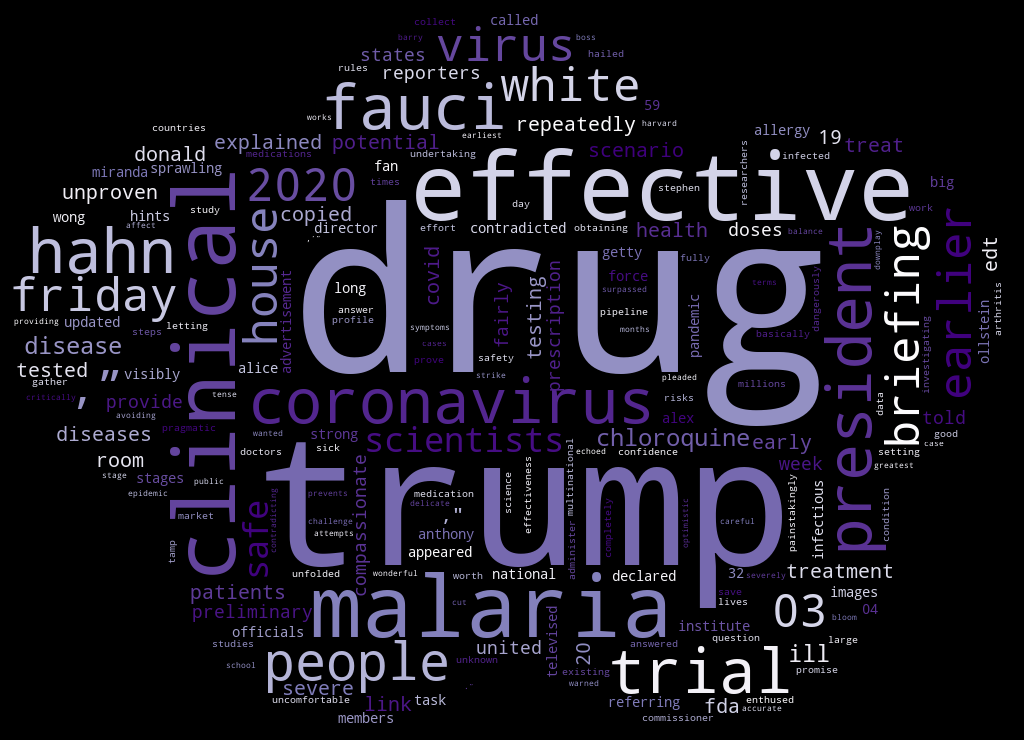 collect called
barry virus boss
states hailed
rules reporters white
fauci 59
works harvard
countries explained potential earliest repeatedly allergy 19 treat
donald medications fan undertaking scenario infected
miranda sprawling times effective researchers big
unproven 2020 stephen
wong hints study copied day work
affect director effort contradicted obtaining health doses balance
hahn clinical house ,"  getty fully president briefing earlier edt
friday long covid fairly testing prescription force surpassed terms dangerously downplay
drug
answer pipeline
providing updated letting advertisement profile symptoms months pandemic basically investigating ollstein arthritis
steps cases safety
disease alice prove pleaded
tested „ visibly strike risks millions data
gather tense
critically , provide coronavirus alex told
avoiding pragmatic good
diseases wanted strong scientists echoed confidence chloroquine early setting case
doctors sick greatest
room public week
stage stages
epidemic trump
market safe contradicting prevents compassionate medication science effectiveness multinational careful painstakingly infectious condition
delicate ,"
challenge completely optimistic
attempts anthony
tamp appeared administer
unfolded wonderful worth national declared 32 severely treatment
patients cut save lives images
preliminary malaria 03 04
officials institute bloom
studies united televised answered question large
school people unknown 20 existing trial ill promise
severe ." warned
uncomfortable link task referring fda enthused
accurate
members commissioner